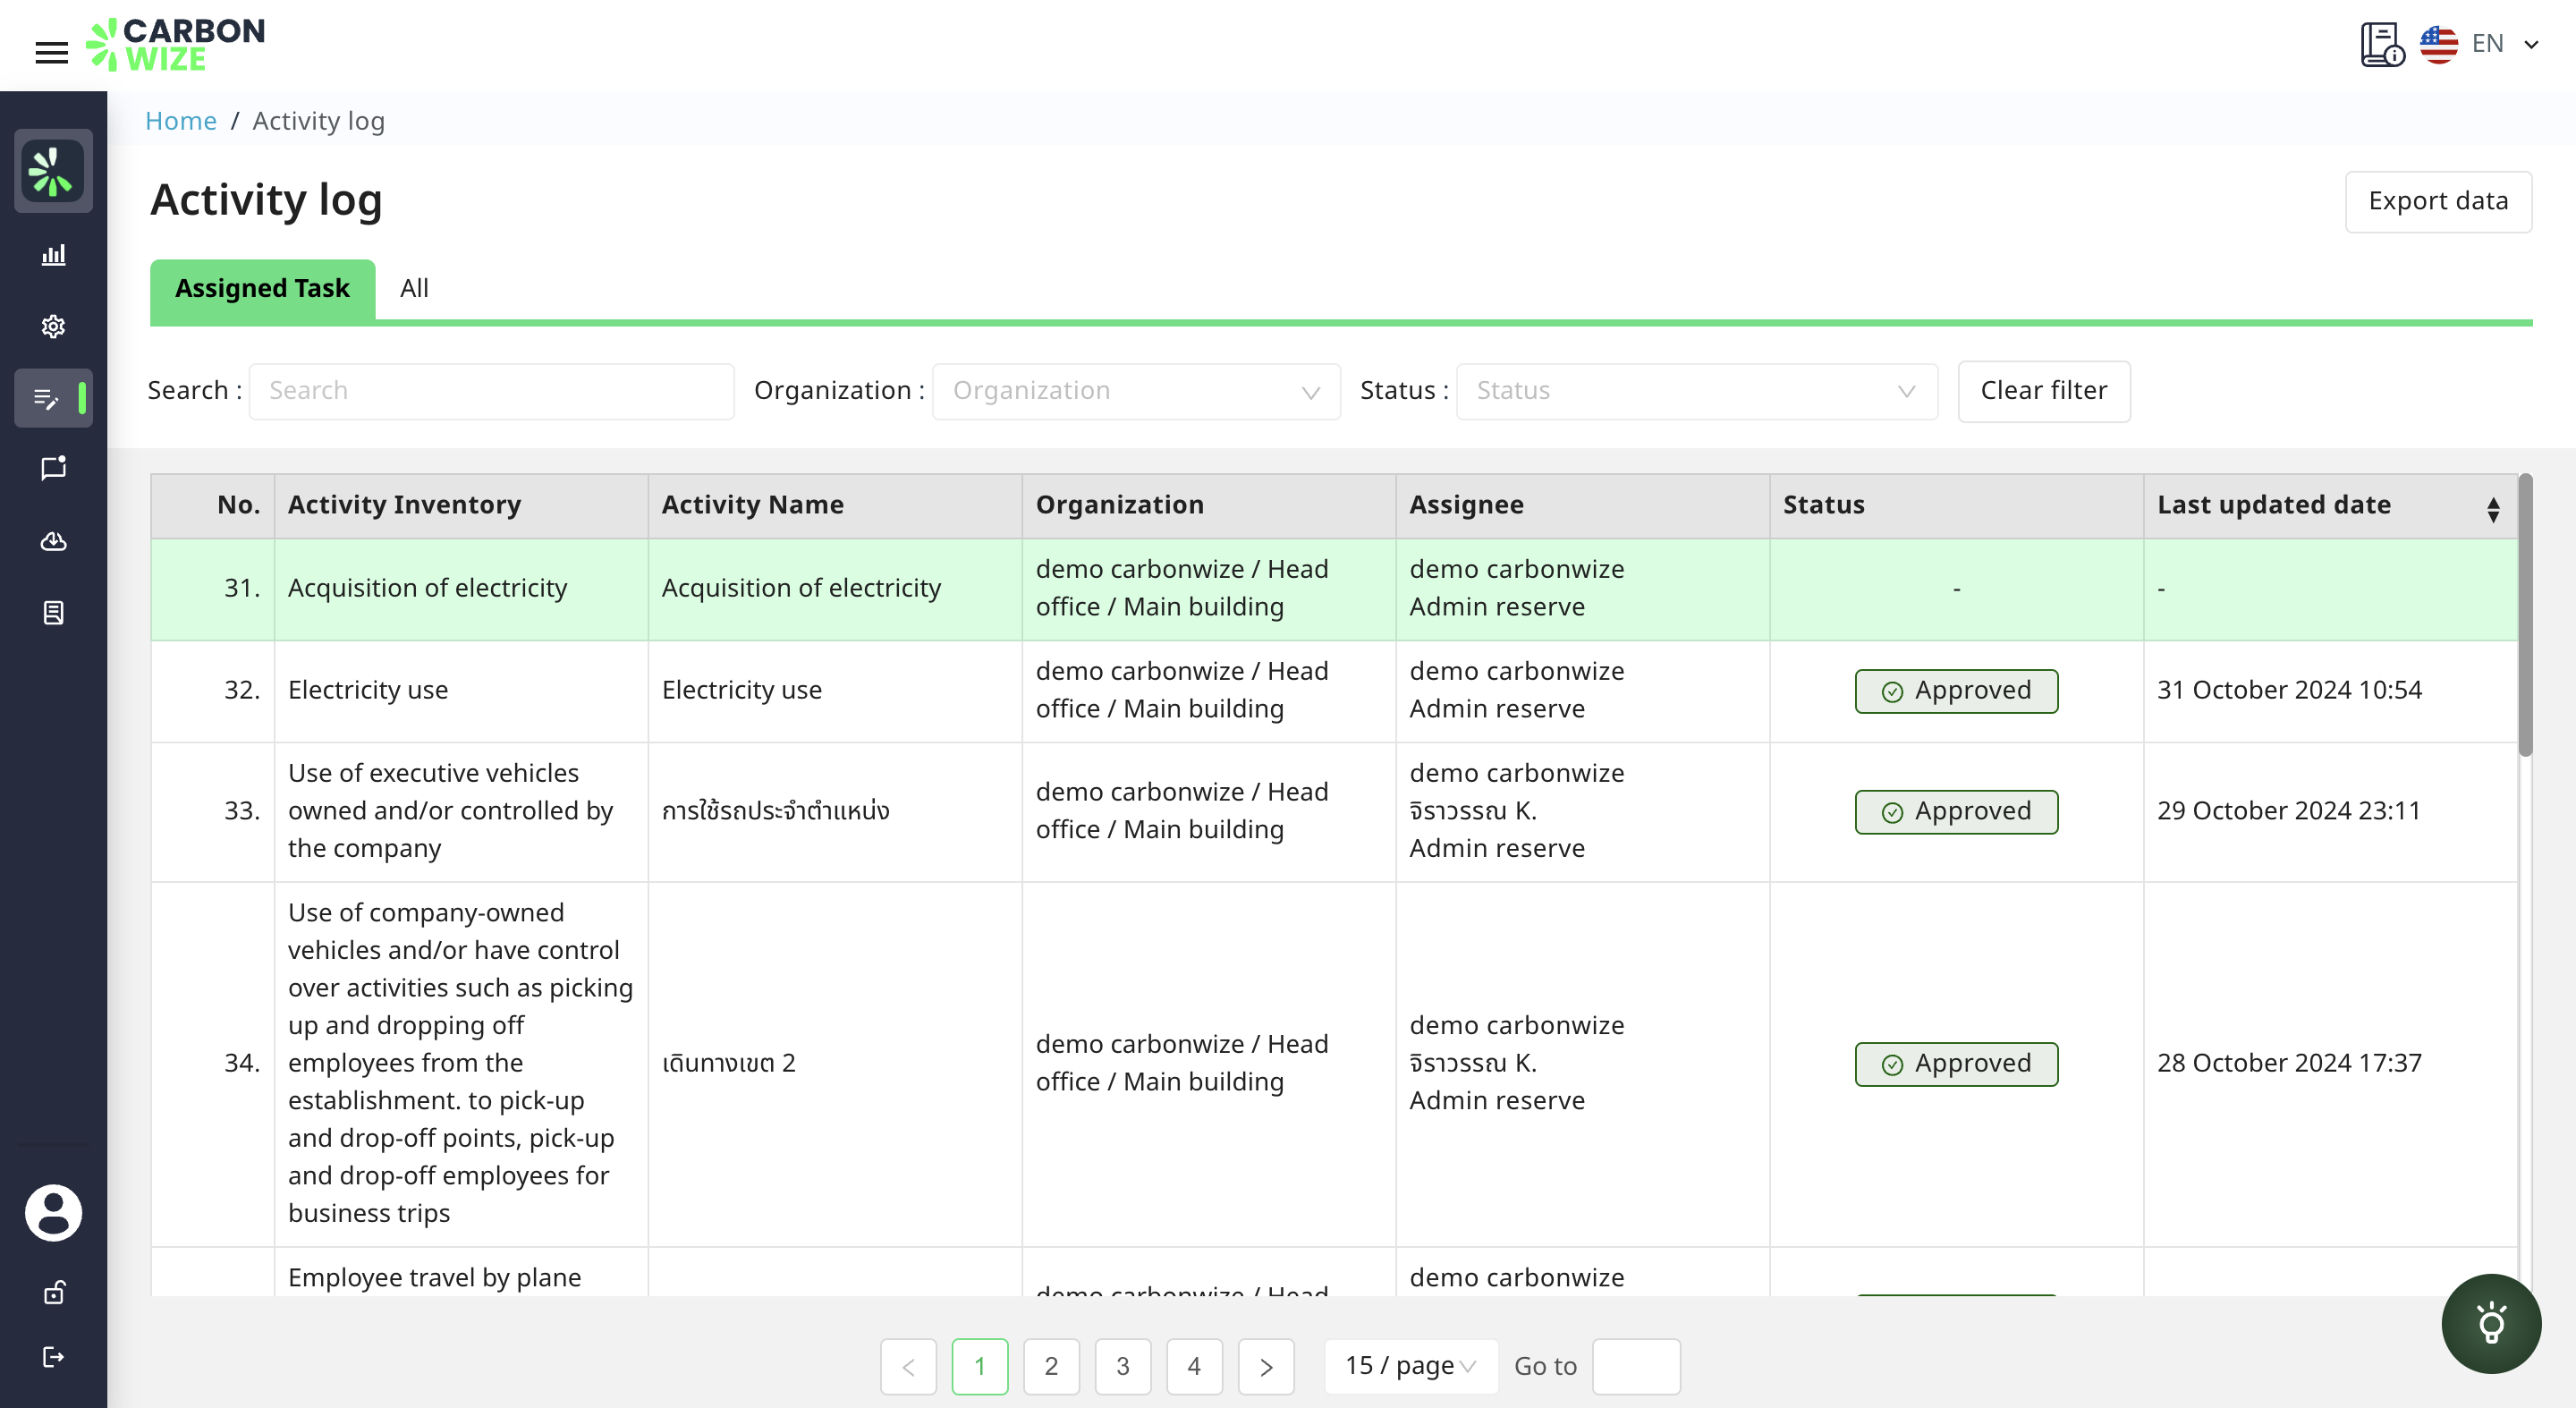 CARBON
WIZE
EN
Home / Activity log
Activity log
Export data
Assigned Task
All
Search :
Search
Organization :
Organization
Status :
Status
Clear filter
No.
Activity Inventory
Activity Name
Organization
Assignee
Status
Last updated date
31.
Acquisition of electricity
Acquisition of electricity
demo carbonwize / Head
office / Main building
demo carbonwize
Admin reserve
-
-
32.
Electricity use
Electricity use
demo carbonwize / Head
office / Main building
demo carbonwize
Admin reserve
Approved
31 October 2024 10:54
33.
Use of executive vehicles
owned and/or controlled by
the company
การใช้รถประจำตำแหน่ง
demo carbonwize / Head
office / Main building
demo carbonwize
จิราวรรณ K.
Admin reserve
Approved
29 October 2024 23:11
34.
Use of company-owned
vehicles and/or have control
over activities such as picking
up and dropping off
employees from the
establishment. to pick-up
and drop-off points, pick-up
and drop-off employees for
business trips
เดินทางเขต 2
demo carbonwize / Head
office / Main building
demo carbonwize
จิราวรรณ K.
Admin reserve
Approved
28 October 2024 17:37
Employee travel by plane
demo carbonwize / Head
demo carbonwize
1
2
3
4
15 / page
Go to